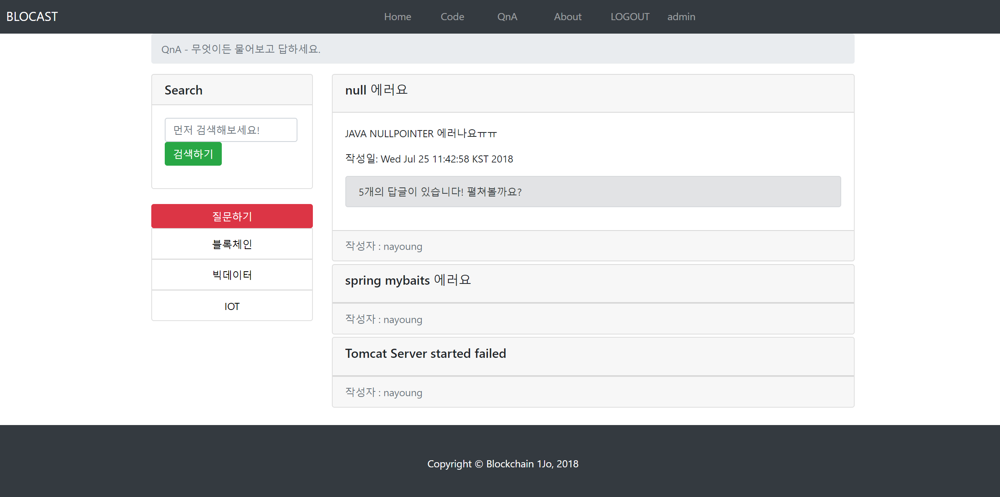 BLOCAST Home Code QnA About LOGOUT admin
QnA - 무엇이든 물어보고 답하세요.
Search
먼저 검색해보세요!
검색하기
질문하기
블록체인
빅데이터
IOT
null 에러요
JAVA NULLPOINTER 에러나요ㅠㅠ
작성일: Wed Jul 25 11:42:58 KST 2018
5개의 답글이 있습니다! 펼쳐볼까요?
작성자 : nayoung
spring mybaits 에러요
작성자 : nayoung
Tomcat Server started failed
작성자 : nayoung
Copyright © Blockchain 1Jo, 2018